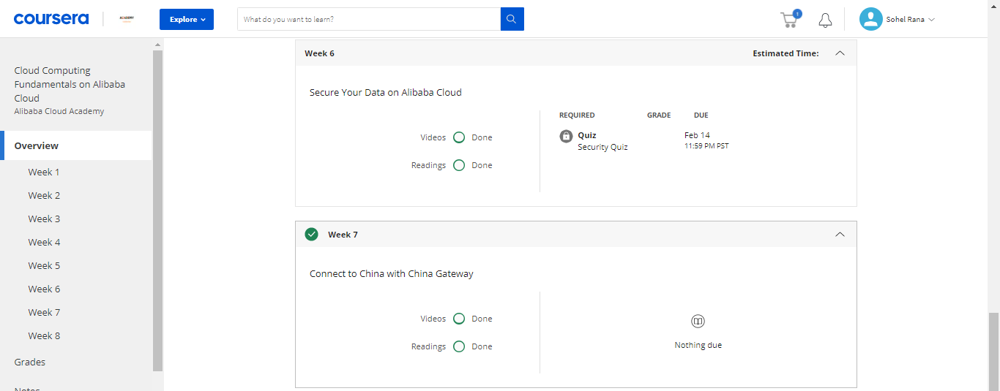 coursera
ACADEMY
Explore
What do you want to learn?
1
Sohel Rana
Cloud Computing
Fundamentals on Alibaba
Cloud
Alibaba Cloud Academy
Overview
Week 1
Week 2
Week 3
Week 4
Week 5
Week 6
Week 7
Week 8
Grades
Notes
Week 6
Estimated Time:
Secure Your Data on Alibaba Cloud
Videos Done
Readings Done
REQUIRED GRADE DUE
Quiz Feb 14
Security Quiz 11:59 PM PST
Week 7
Connect to China with China Gateway
Videos Done
Readings Done
Nothing due